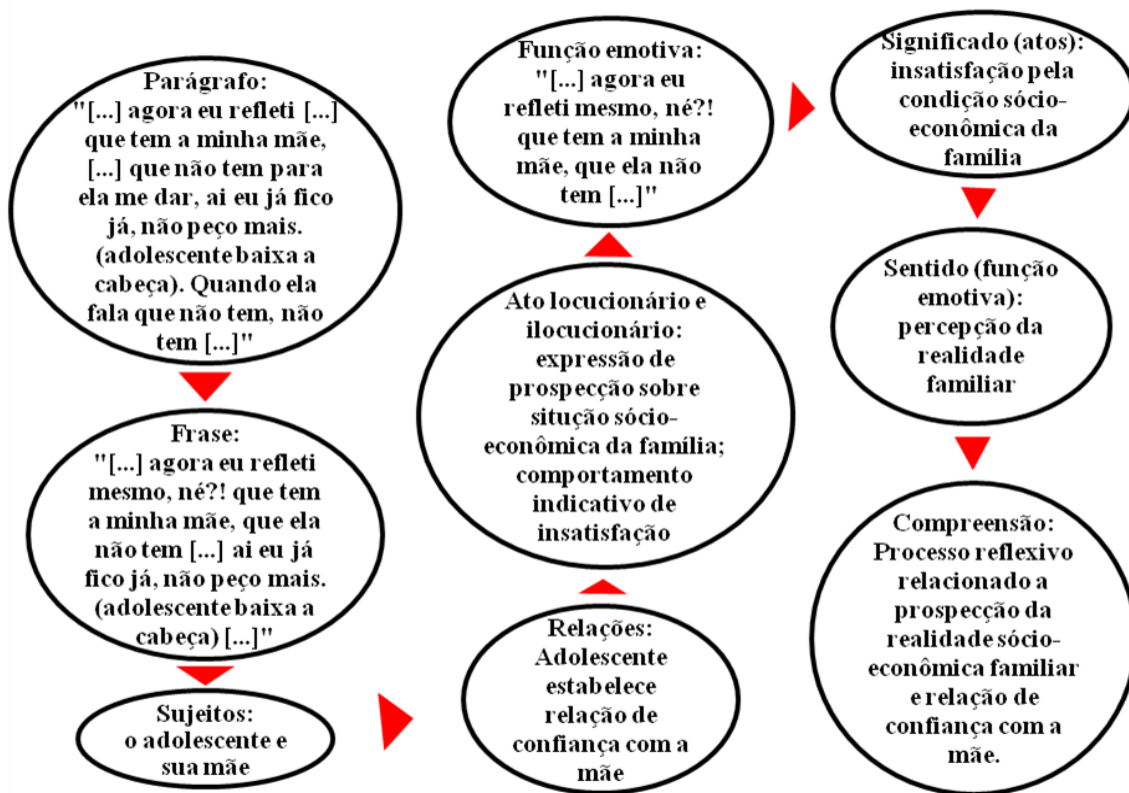 Parágrafo:
"[...] agora eu refleti [...]
que tem a minha mãe,
[...] que não tem para
ela me dar, ai eu já fico
já, não peço mais.
(adolescente baixa a
cabeça). Quando ela
fala que não tem, não
tem [...]"
Frase:
"[...] agora eu refleti
mesmo, né?! que tem
a minha mãe, que ela
não tem [...] ai eu já
fico já, não peço mais.
(adolescente baixa a
cabeça) [...]"
Sujeitos:
o adolescente e
sua mãe
Relações:
Adolescente
estabelece
relação de
confiança com a
mãe
Ato locucionário e
ilocucionário:
expressão de
prospecção sobre
situção sócio-
econômica da família;
comportamento
indicativo de
insatisfação
Função emotiva:
"[...] agora eu
refleti mesmo, né?!
que tem a minha
mãe, que ela não
tem [...]"
Significado (atos):
insatisfação pela
condição sócio-
econômica da
família
Sentido (função
emotiva):
percepção da
realidade
familiar
Compreensão:
Processo reflexivo
relacionado a
prospecção da
realidade sócio-
econômica familiar
e relação de
confiança com a
mãe.